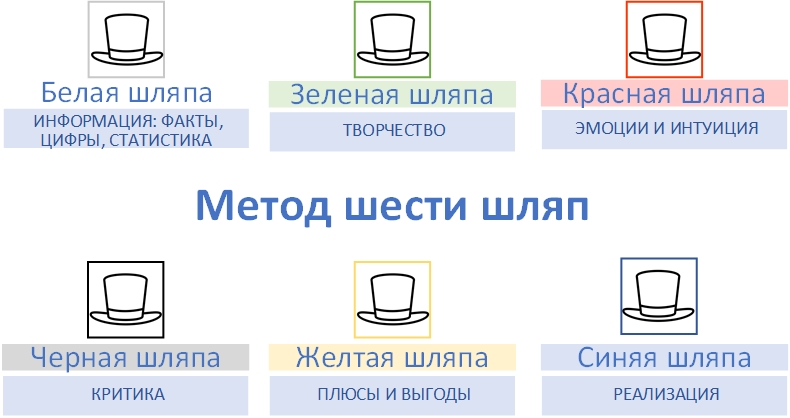 Белая шляпа
ИНФОРМАЦИЯ: ФАКТЫ,
ЦИФРЫ, СТАТИСТИКА
Зеленая шляпа
ТВОРЧЕСТВО
Красная шляпа
ЭМОЦИИ И ИНТУИЦИЯ
Метод шести шляп
Черная шляпа
КРИТИКА
Желтая шляпа
ПЛЮСЫ И ВЫГОДЫ
Синяя шляпа
РЕАЛИЗАЦИЯ